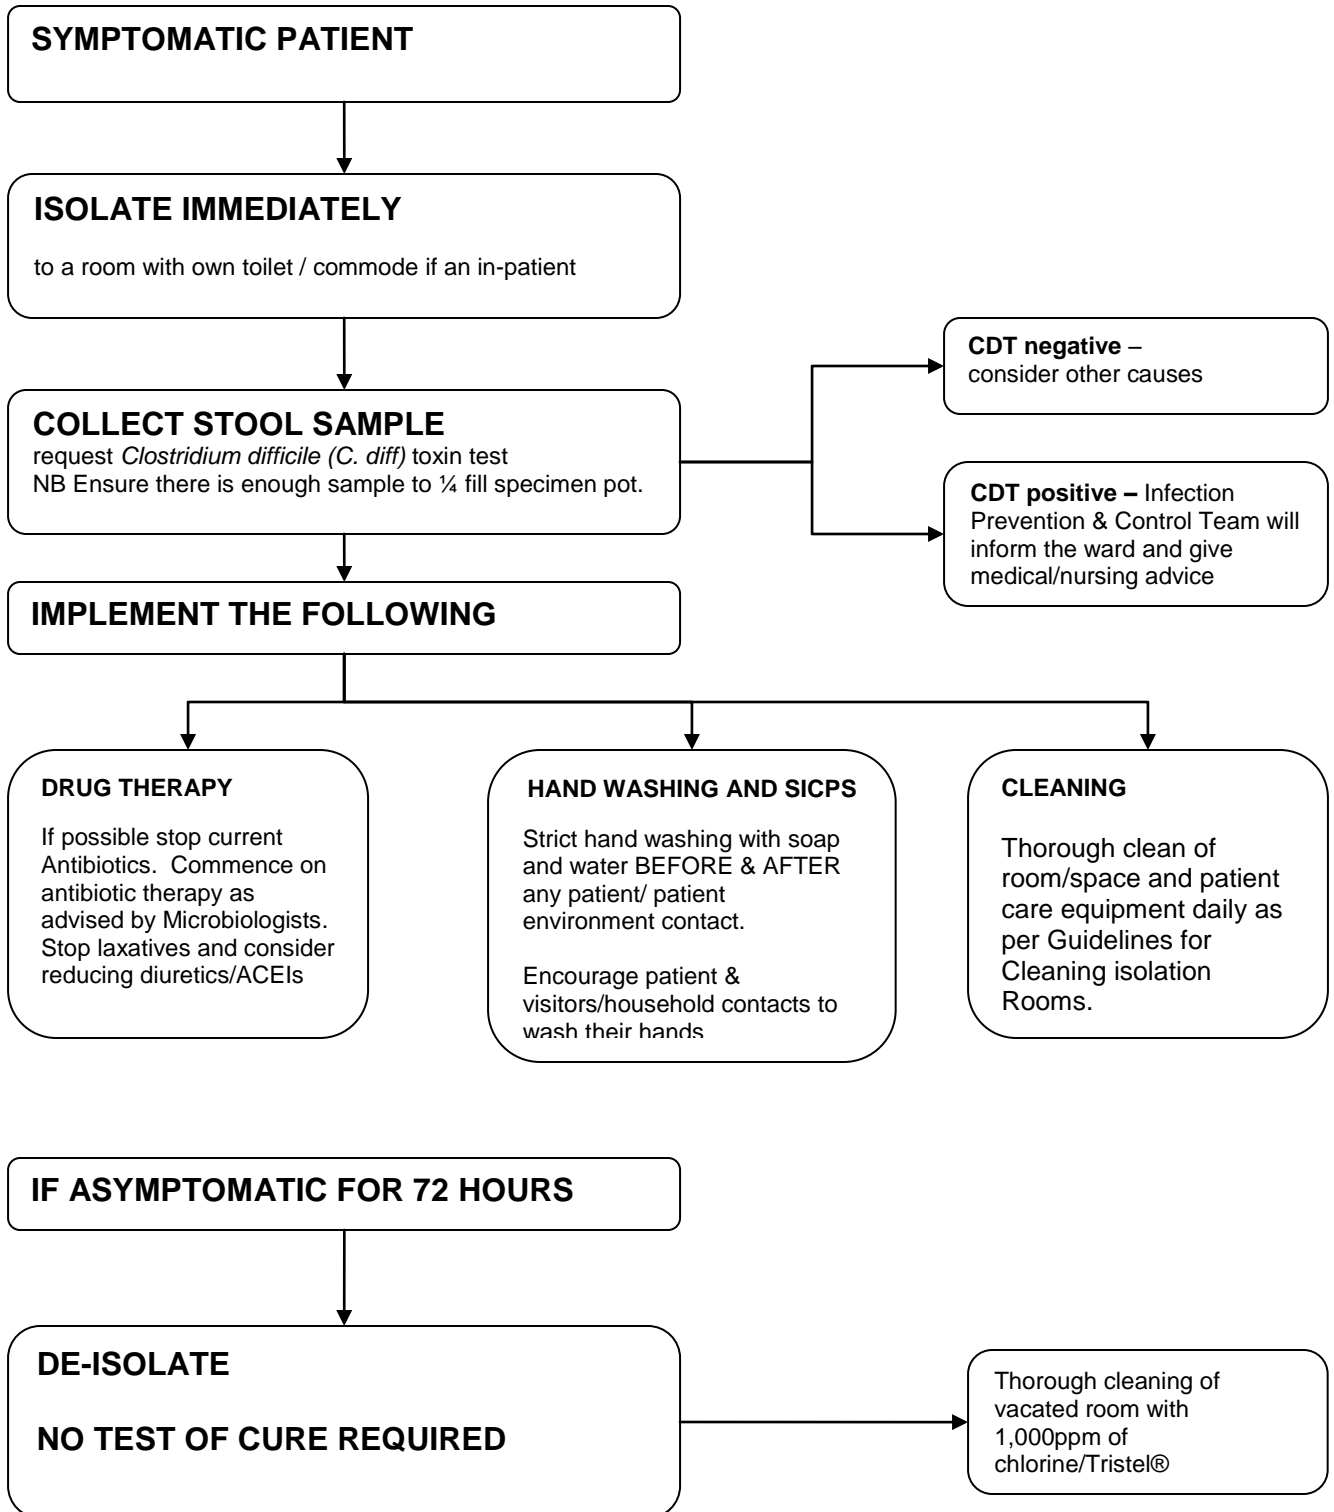 SYMPTOMATIC PATIENT
ISOLATE IMMEDIATELY
to a room with own toilet / commode if an in-patient
COLLECT STOOL SAMPLE
request Clostridium difficile (C. diff) toxin test
NB Ensure there is enough sample to ¼ fill specimen pot.
CDT negative –
consider other causes
CDT positive – Infection
Prevention & Control Team will
inform the ward and give
medical/nursing advice
IMPLEMENT THE FOLLOWING
DRUG THERAPY
If possible stop current
Antibiotics.  Commence on
antibiotic therapy as
advised by Microbiologists.
Stop laxatives and consider
reducing diuretics/ACEIs
HAND WASHING AND SICPS
Strict hand washing with soap
and water BEFORE & AFTER
any patient/ patient
environment contact.
Encourage patient &
visitors/household contacts to
wash their hands
CLEANING
Thorough clean of
room/space and patient
care equipment daily as
per Guidelines for
Cleaning isolation
Rooms.
IF ASYMPTOMATIC FOR 72 HOURS
DE-ISOLATE
NO TEST OF CURE REQUIRED
Thorough cleaning of
vacated room with
1,000ppm of
chlorine/Tristel®